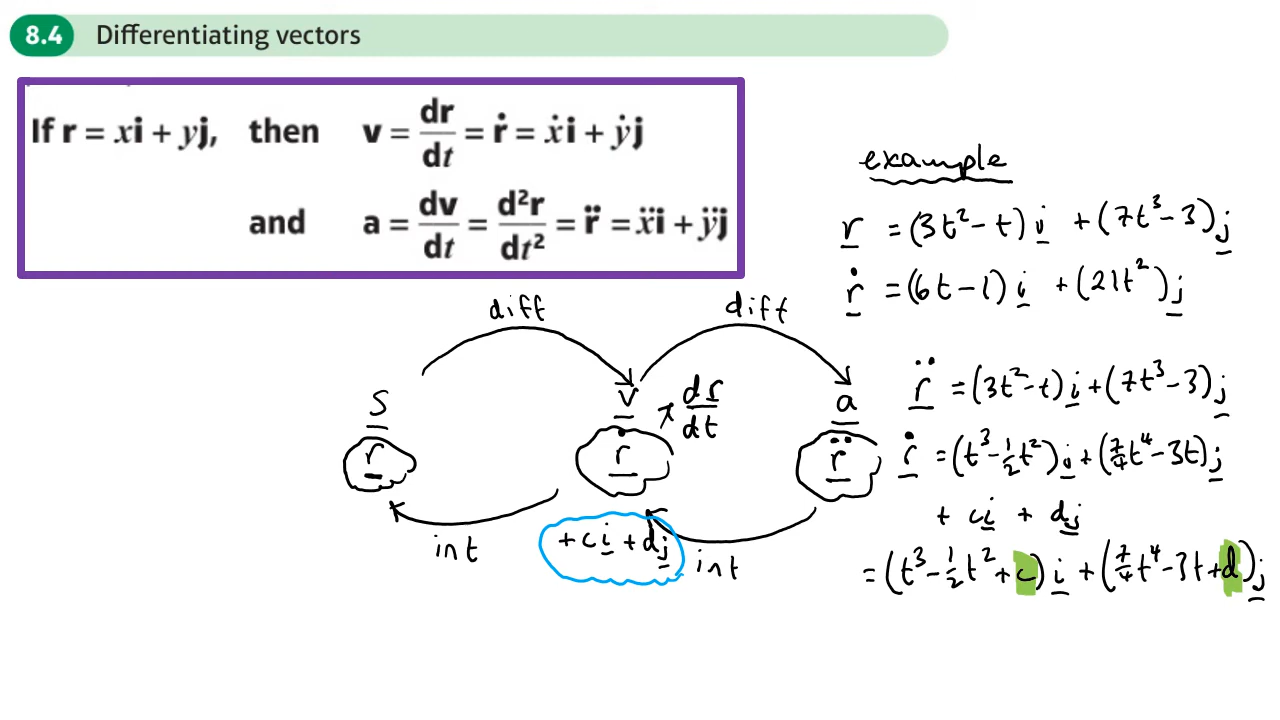 8.4 Differentiating vectors
If r = xi + yj, then v = dr/dt = ṙ = ẋi + ẏj
and a = dv/dt = d²r/dt² = r̈ = ẍi + ÿj
example
r = (3t² - t) i + (7t³ - 3) j
ṙ = (6t - 1) i + (21t²) j
diff diff
s v dr/dt a
r ṙ r̈
+ ci + dj
int int
r̈ = (3t² - t) i + (7t³ - 3) j
ṙ = (t³ - ½t²) i + (7/4 t⁴ - 3t) j
+ ci + dj
= (t³ - ½t² + c) i + (7/4 t⁴ - 3t + d) j